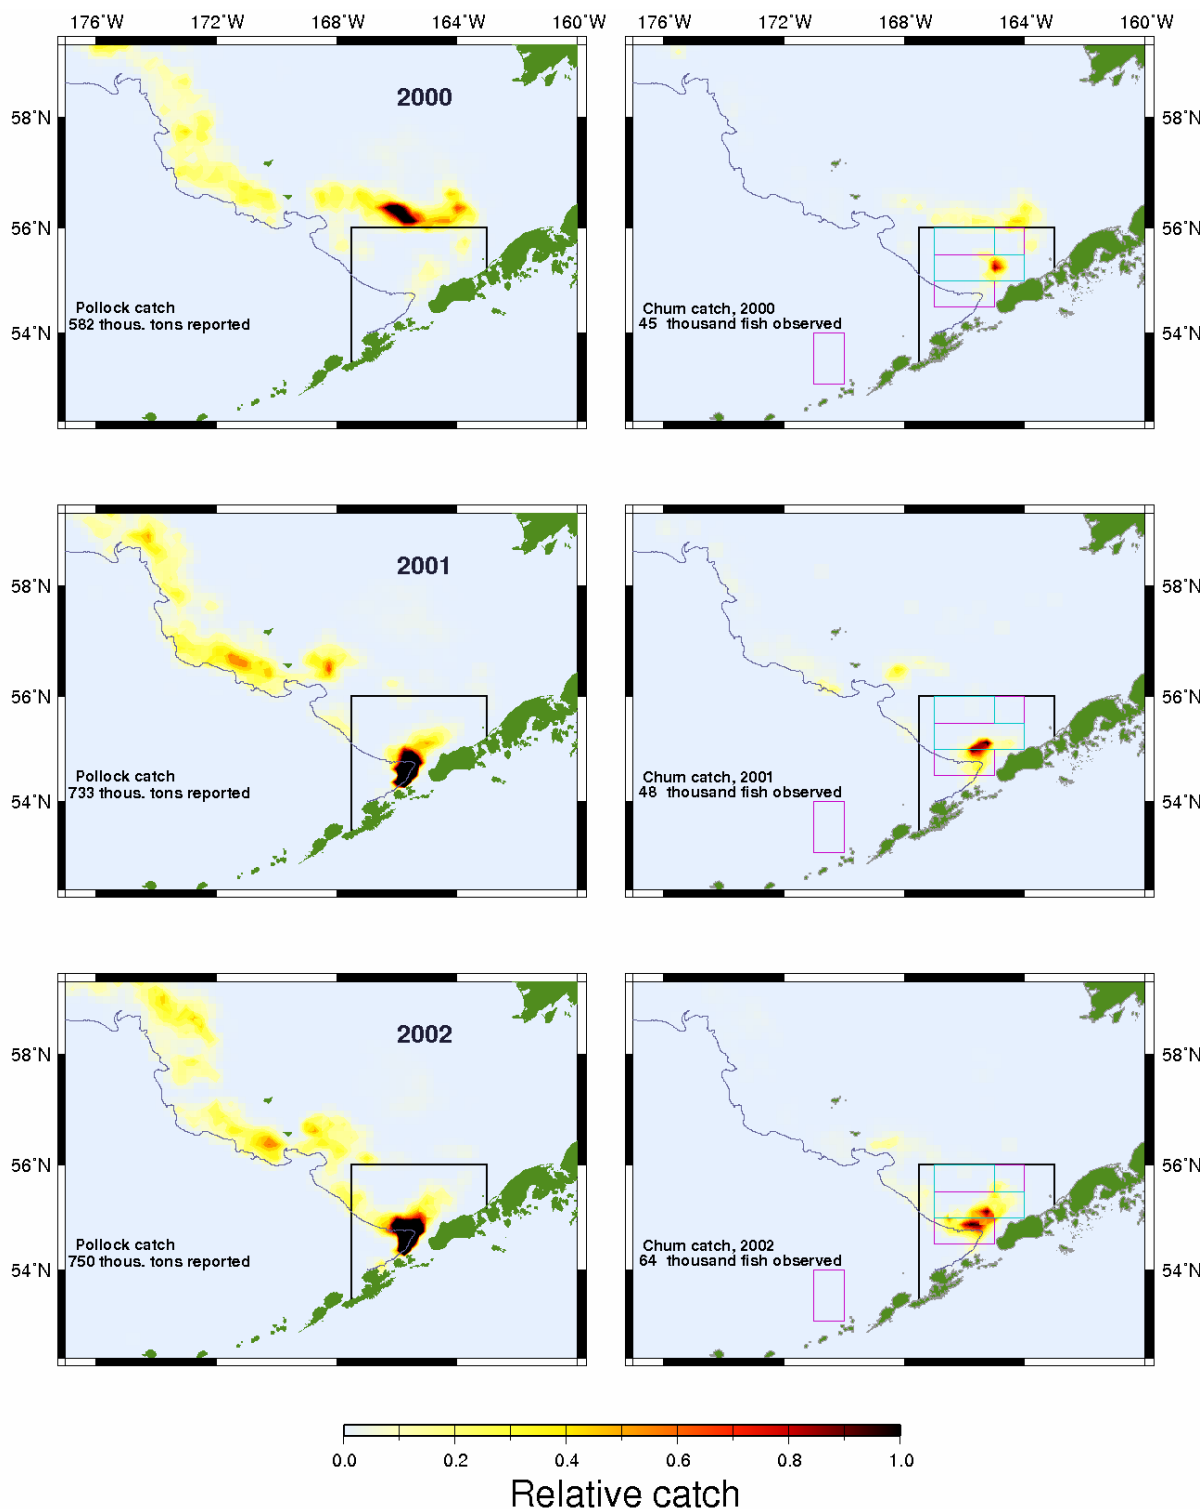 176˚W 172˚W 168˚W 164˚W 160˚W 176˚W 172˚W 168˚W 164˚W 160˚W
58˚N 2000 58˚N
56˚N 56˚N
Pollock catch
582 thous. tons reported
Chum catch, 2000
45 thousand fish observed
54˚N 54˚N
58˚N 2001 58˚N
56˚N 56˚N
Pollock catch
733 thous. tons reported
Chum catch, 2001
48 thousand fish observed
54˚N 54˚N
58˚N 2002 58˚N
56˚N 56˚N
Pollock catch
750 thous. tons reported
Chum catch, 2002
64 thousand fish observed
54˚N 54˚N
0.0 0.2 0.4 0.6 0.8 1.0
Relative catch